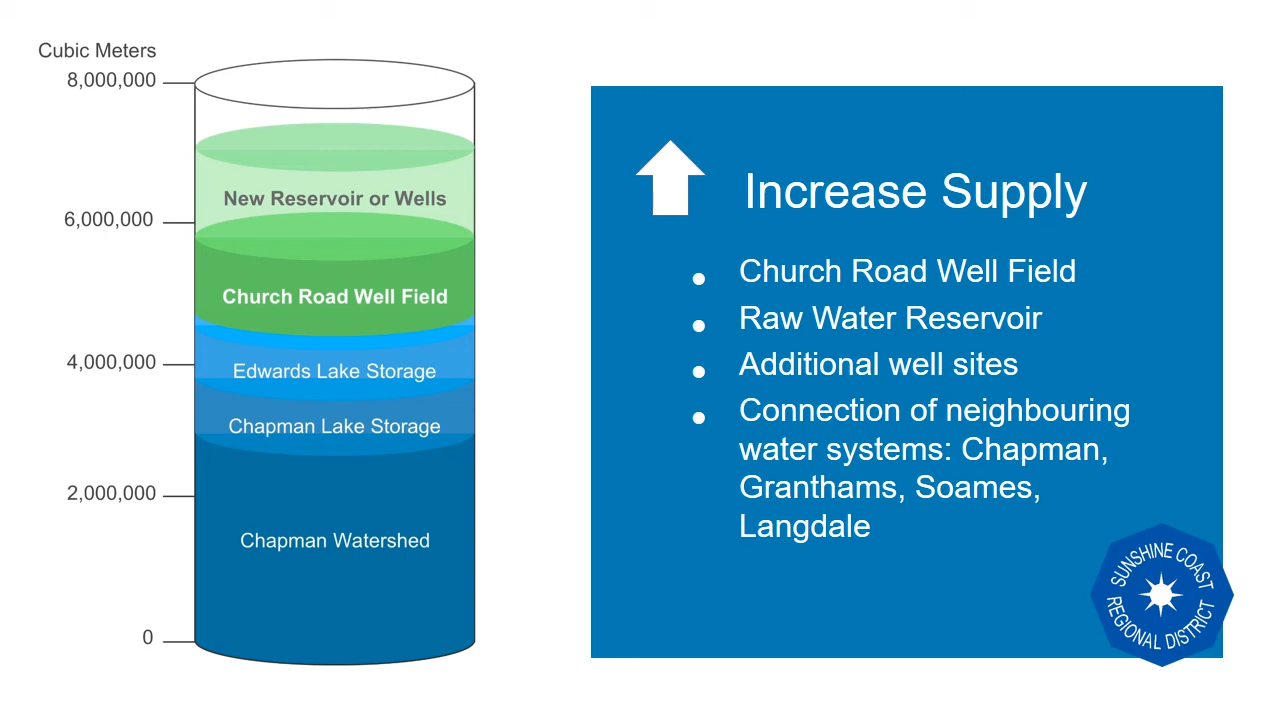 Cubic Meters
8,000,000
New Reservoir or Wells
6,000,000
Church Road Well Field
4,000,000
Edwards Lake Storage
Chapman Lake Storage
2,000,000
Chapman Watershed
0
Increase Supply
• Church Road Well Field
• Raw Water Reservoir
• Additional well sites
• Connection of neighbouring
water systems: Chapman,
Granthams, Soames,
Langdale
SUNSHINE COAST
REGIONAL DISTRICT